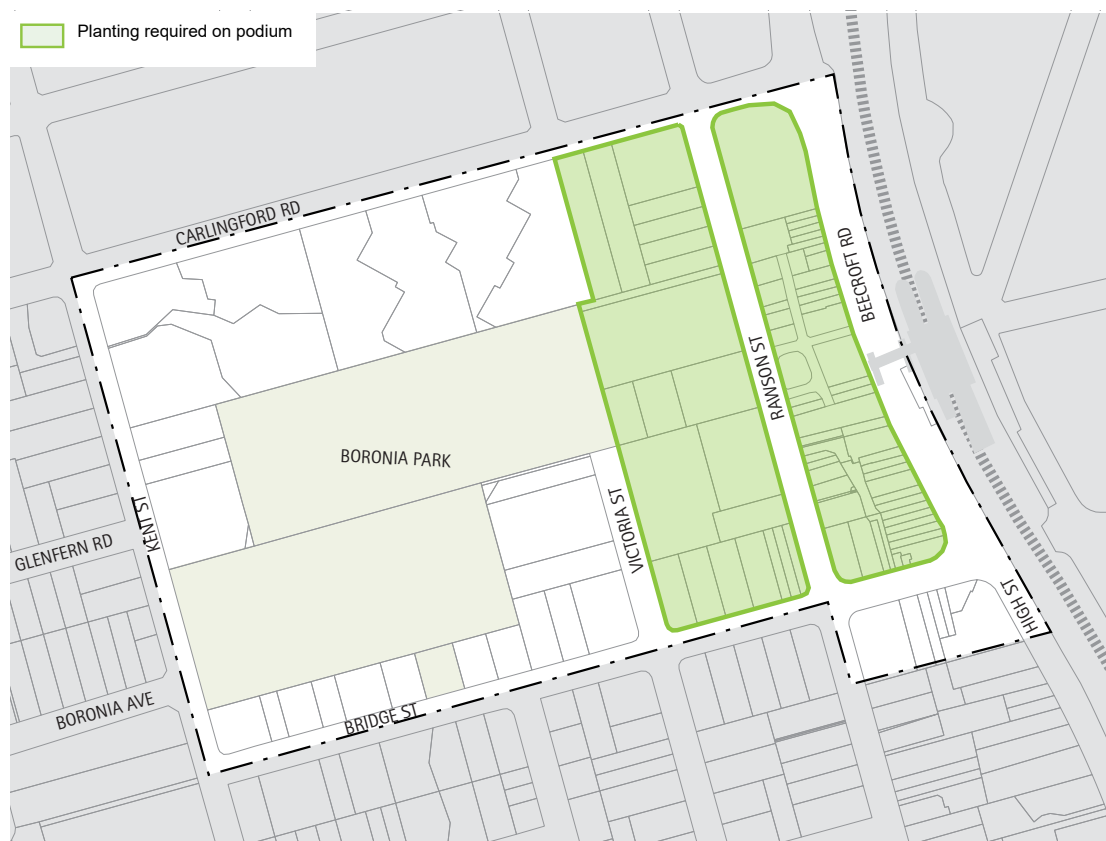 Planting required on podium
CARLINGFORD RD
BEECROFT RD
RAWSON ST
BORONIA PARK
VICTORIA ST
KENT ST
GLENFERN RD
HIGH ST
BORONIA AVE
BRIDGE ST